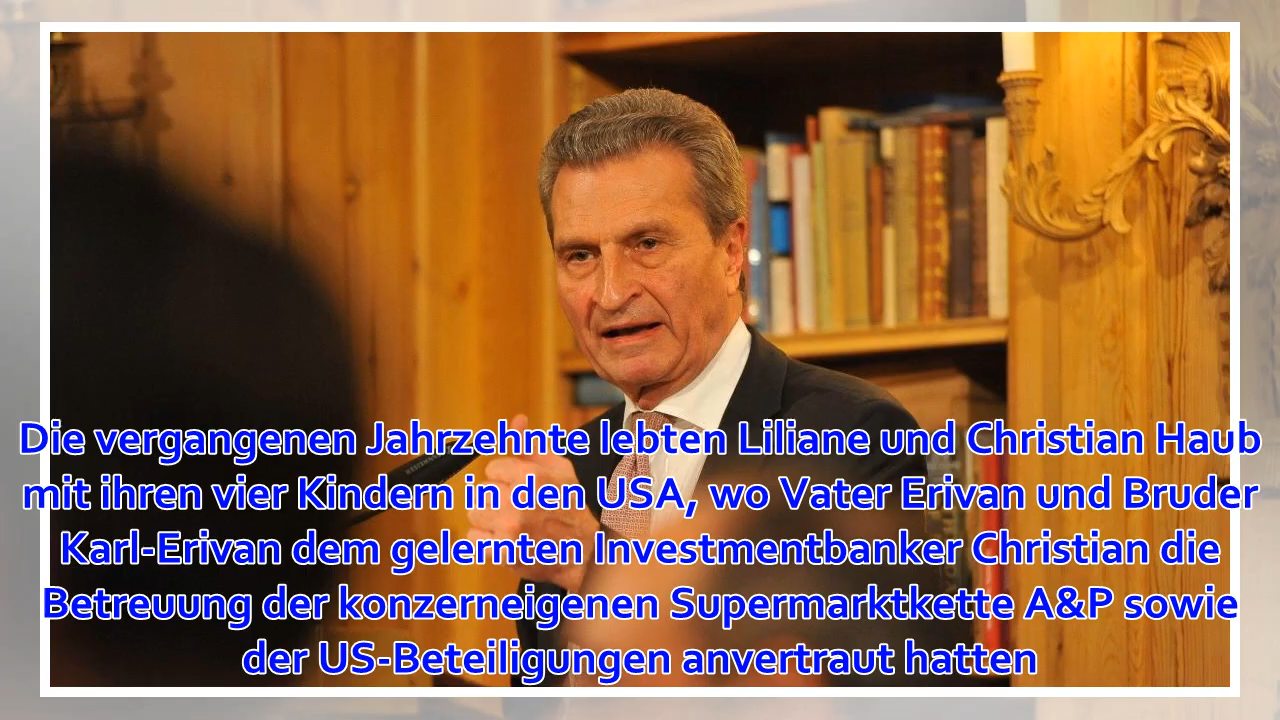 Die vergangenen Jahrzehnte lebten Liliane und Christian Haub
mit ihren vier Kindern in den USA, wo Vater Erivan und Bruder
Karl-Erivan dem gelernten Investmentbanker Christian die
Betreuung der konzerneigenen Supermarktkette A&P sowie
der US-Beteiligungen anvertraut hatten